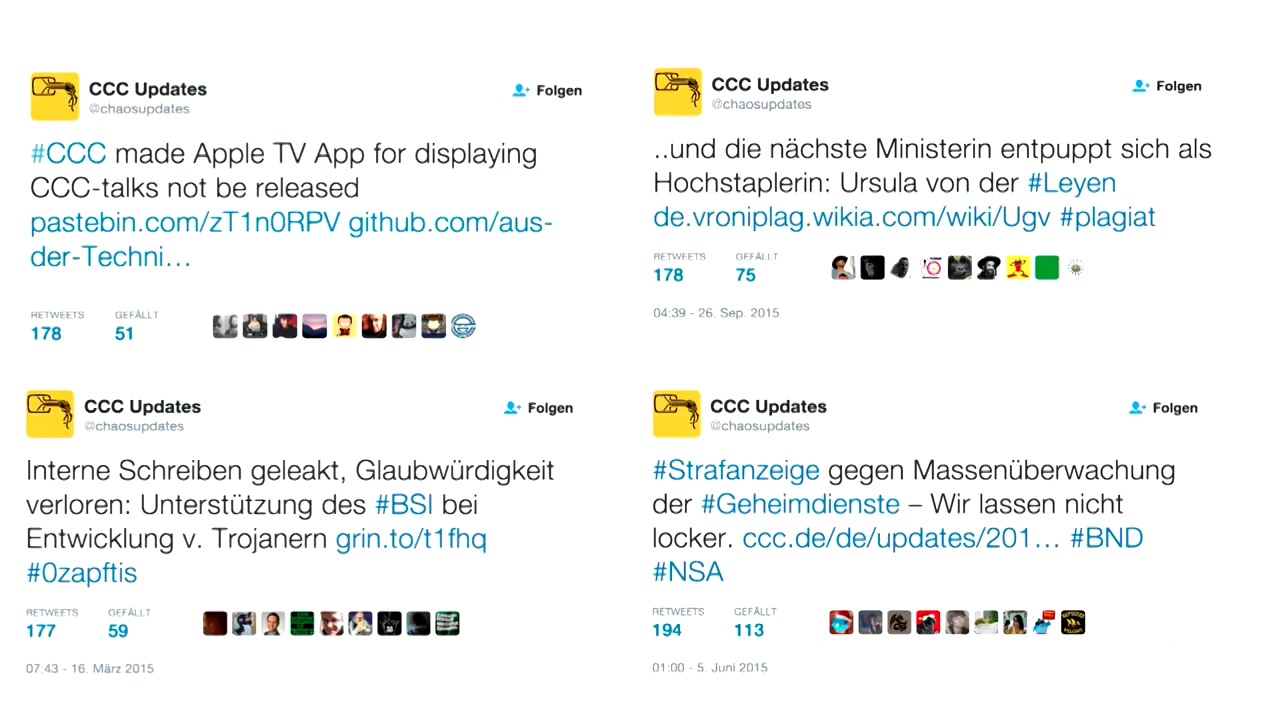 CCC Updates
@chaosupdates
Folgen
#CCC made Apple TV App for displaying
CCC-talks not be released
pastebin.com/zT1n0RPV github.com/aus-
der-Techni…
RETWEETS GEFÄLLT
178 51
CCC Updates
@chaosupdates
Folgen
..und die nächste Ministerin entpuppt sich als
Hochstaplerin: Ursula von der #Leyen
de.vroniplag.wikia.com/wiki/Ugv #plagiat
RETWEETS GEFÄLLT
178 75
04:39 - 26. Sep. 2015
CCC Updates
@chaosupdates
Folgen
Interne Schreiben geleakt, Glaubwürdigkeit
verloren: Unterstützung des #BSI bei
Entwicklung v. Trojanern grin.to/t1fhq
#0zapftis
RETWEETS GEFÄLLT
177 59
07:43 - 16. März 2015
CCC Updates
@chaosupdates
Folgen
#Strafanzeige gegen Massenüberwachung
der #Geheimdienste – Wir lassen nicht
locker. ccc.de/de/updates/201… #BND
#NSA
RETWEETS GEFÄLLT
194 113
01:00 - 5. Juni 2015